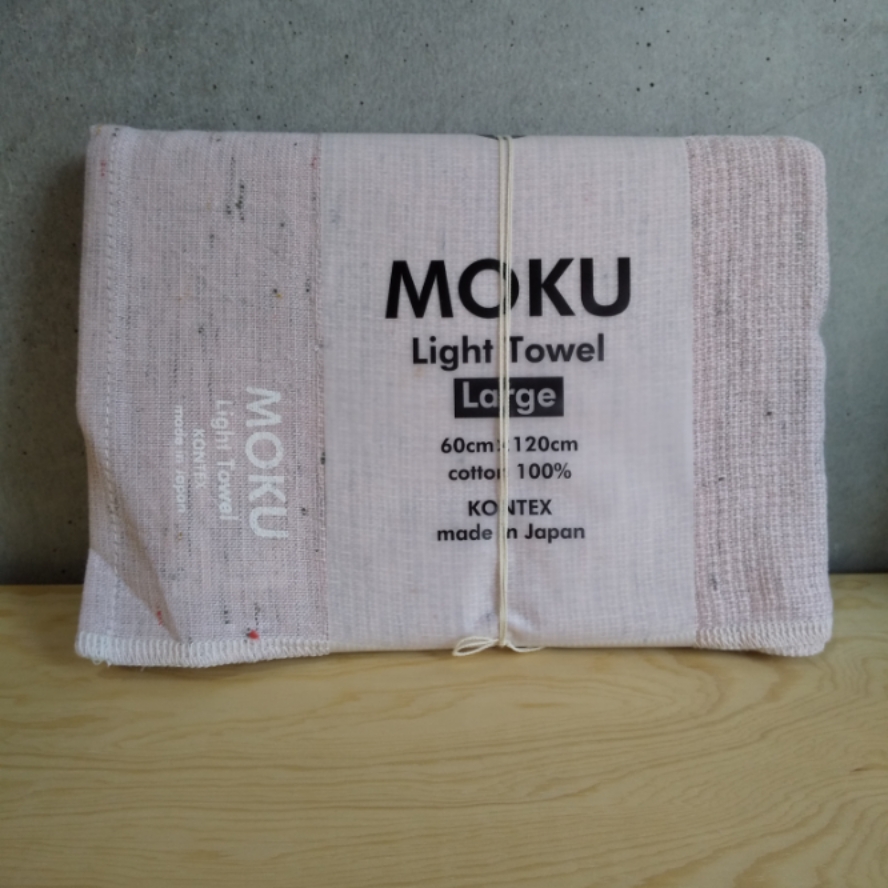 MOKU
Light Towel
Large
60cm×120cm
cotton 100%
KONTEX
made in Japan
MOKU
Light Towel
KONTEX
made in Japan